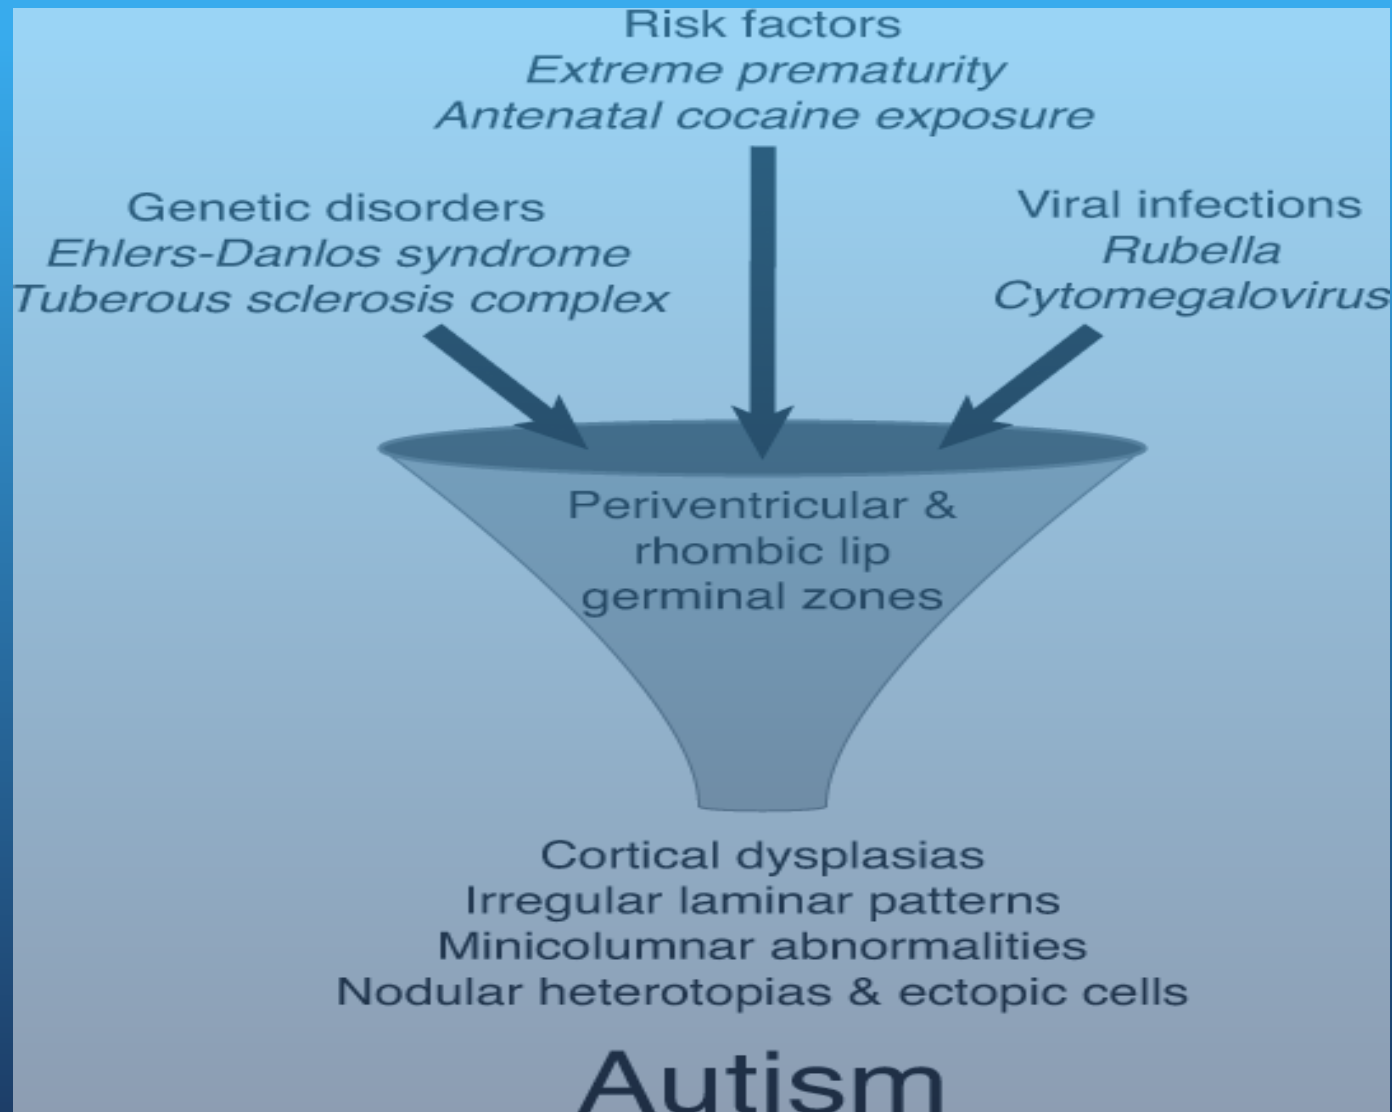 Risk factors
Extreme prematurity
Antenatal cocaine exposure
Genetic disorders
Ehlers-Danlos syndrome
Tuberous sclerosis complex
Viral infections
Rubella
Cytomegalovirus
Periventricular &
rhombic lip
germinal zones
Cortical dysplasias
Irregular laminar patterns
Minicolumnar abnormalities
Nodular heterotopias & ectopic cells
Autism